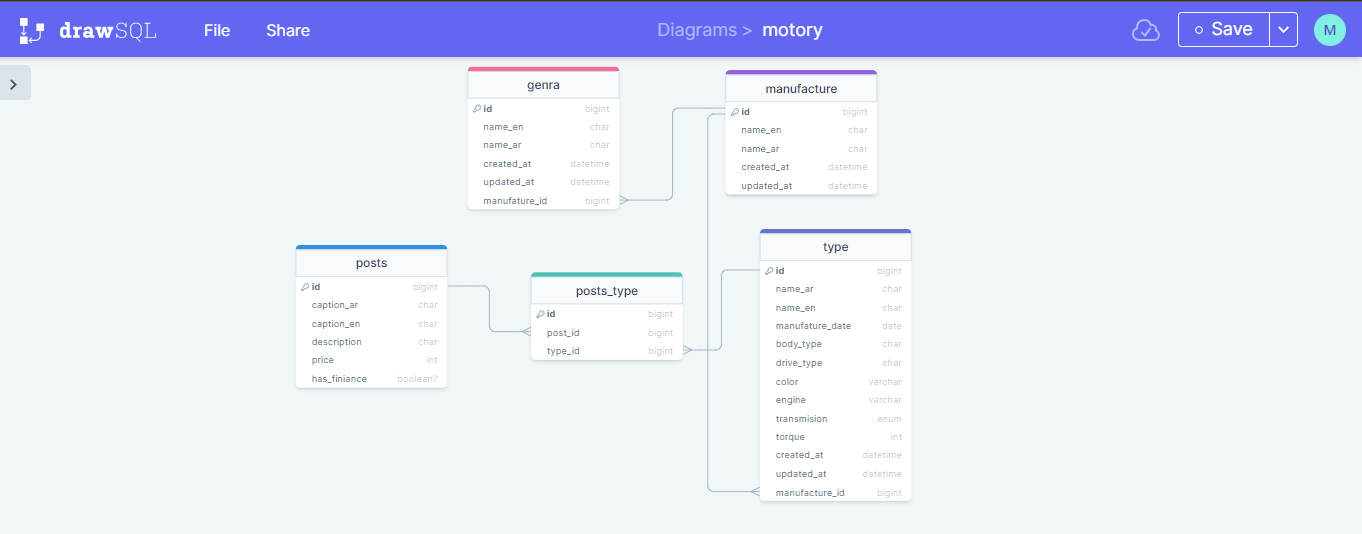 drawSQL File Share Diagrams > motory Save M
genra
id bigint
name_en char
name_ar char
created_at datetime
updated_at datetime
manufature_id bigint
manufacture
id bigint
name_en char
name_ar char
created_at datetime
updated_at datetime
posts
id bigint
caption_ar char
caption_en char
description char
price int
has_finiance boolean?
posts_type
id bigint
post_id bigint
type_id bigint
type
id bigint
name_ar char
name_en char
manufature_date date
body_type char
drive_type char
color varchar
engine varchar
transmision enum
torque int
created_at datetime
updated_at datetime
manufacture_id bigint